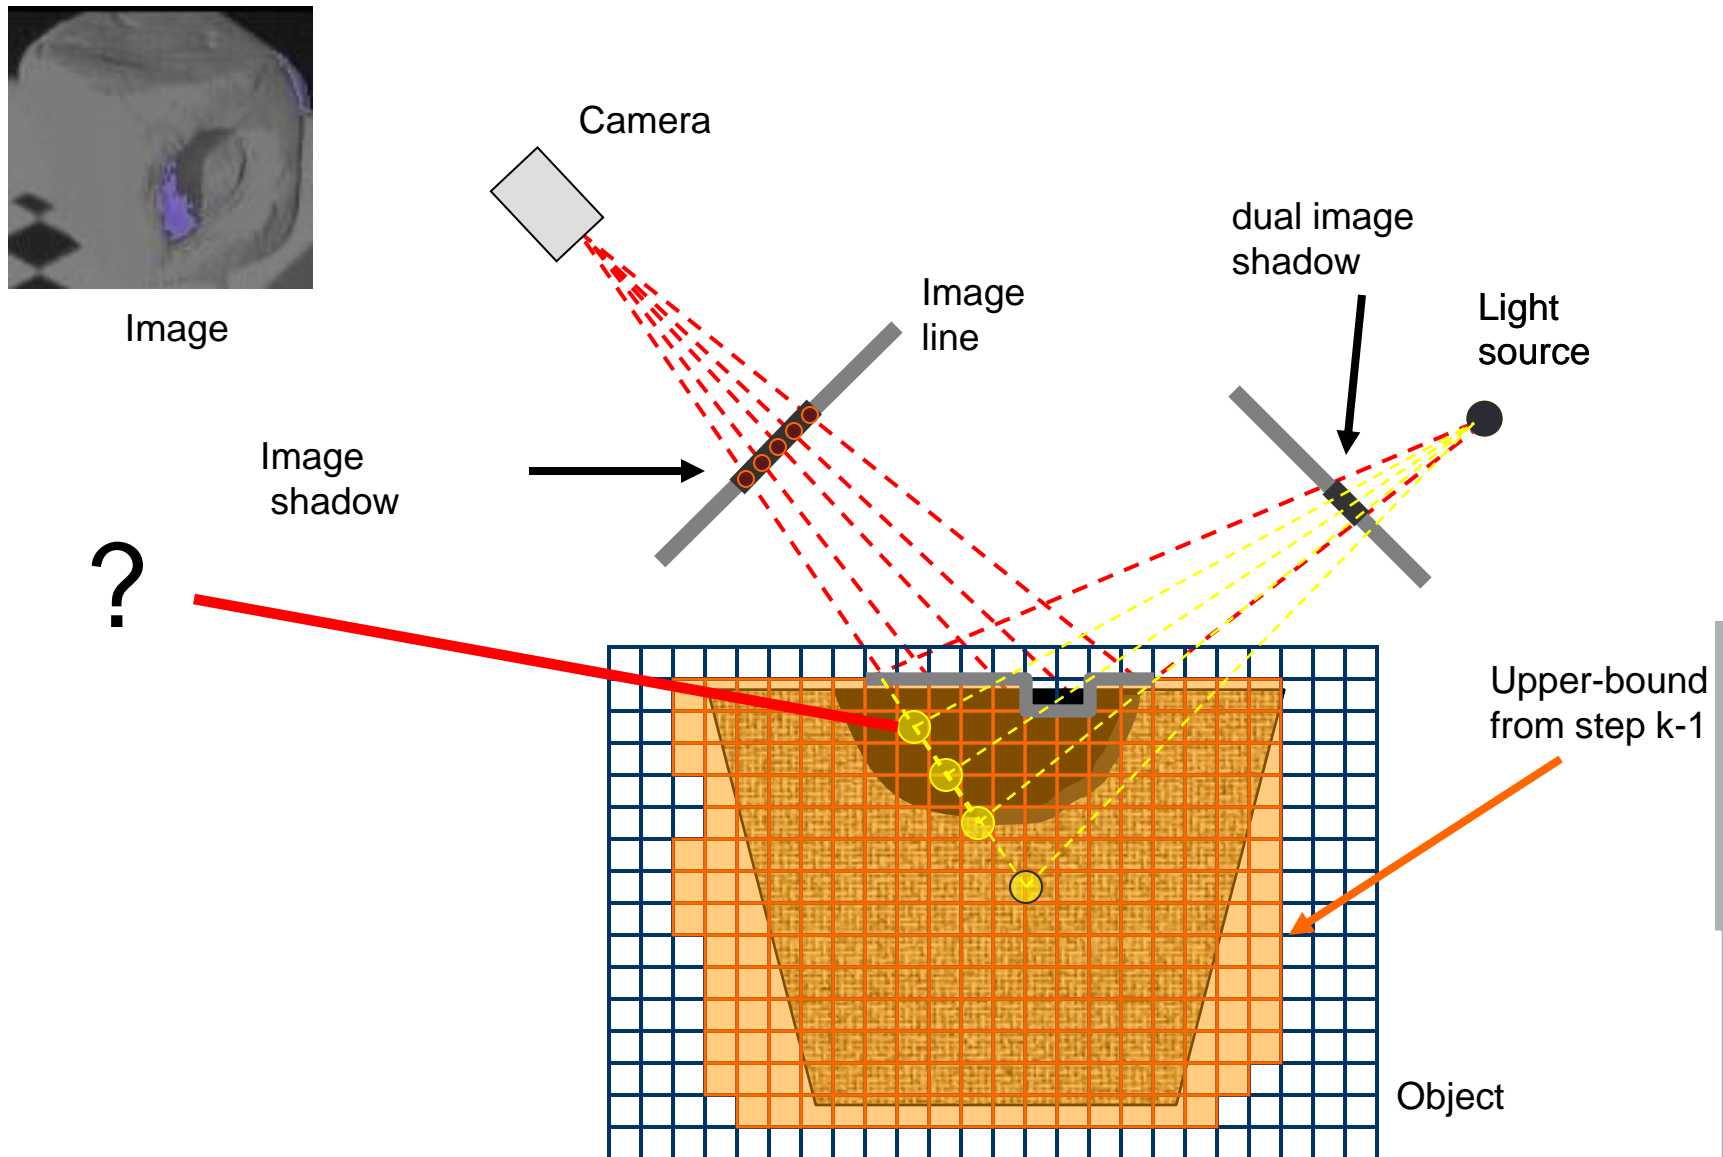 Camera
dual image
shadow
Image
line
Light
source
Image
Image
shadow
?
Upper-bound
from step k-1
Object